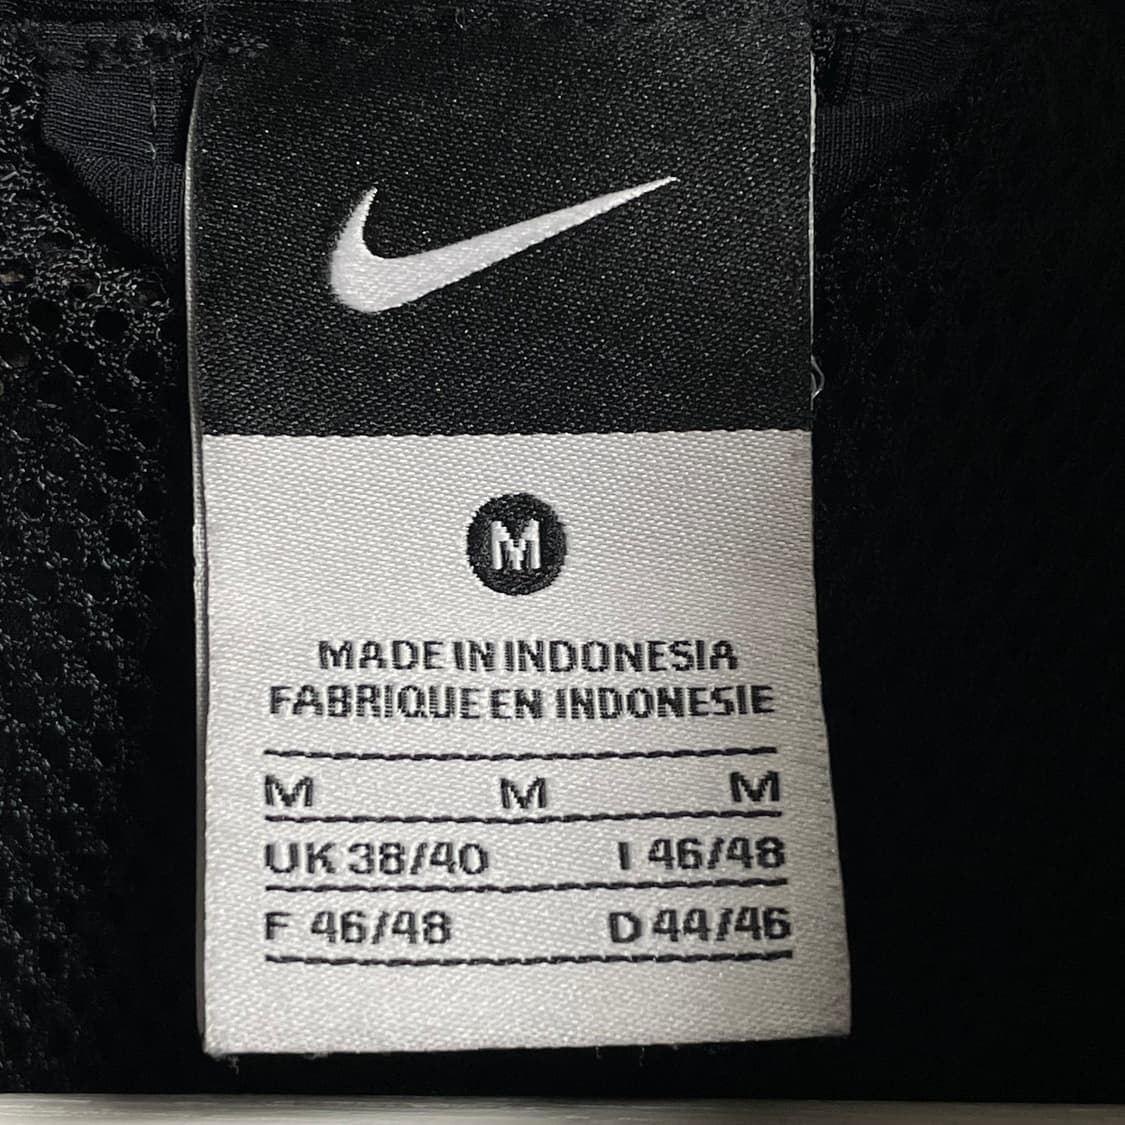 M
MADE IN INDONESIA
FABRIQUE EN INDONESIE
M M M
UK 38/40 I 46/48
F 46/48 D 44/46